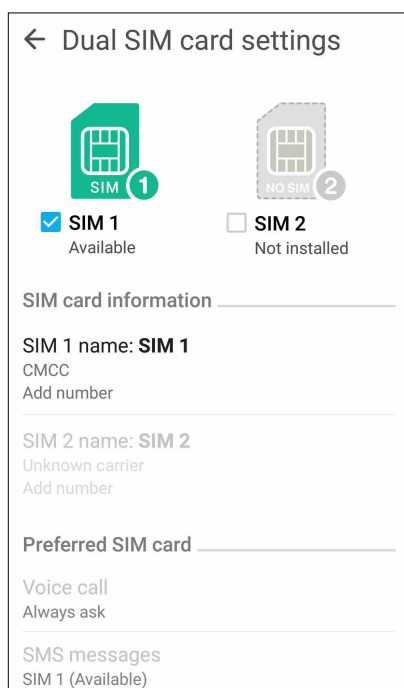 Dual SIM card settings
SIM 1
NO SIM 2
SIM 1
Available
SIM 2
Not installed
SIM card information
SIM 1 name: SIM 1
CMCC
Add number
SIM 2 name: SIM 2
Unknown carrier
Add number
Preferred SIM card
Voice call
Always ask
SMS messages
SIM 1 (Available)